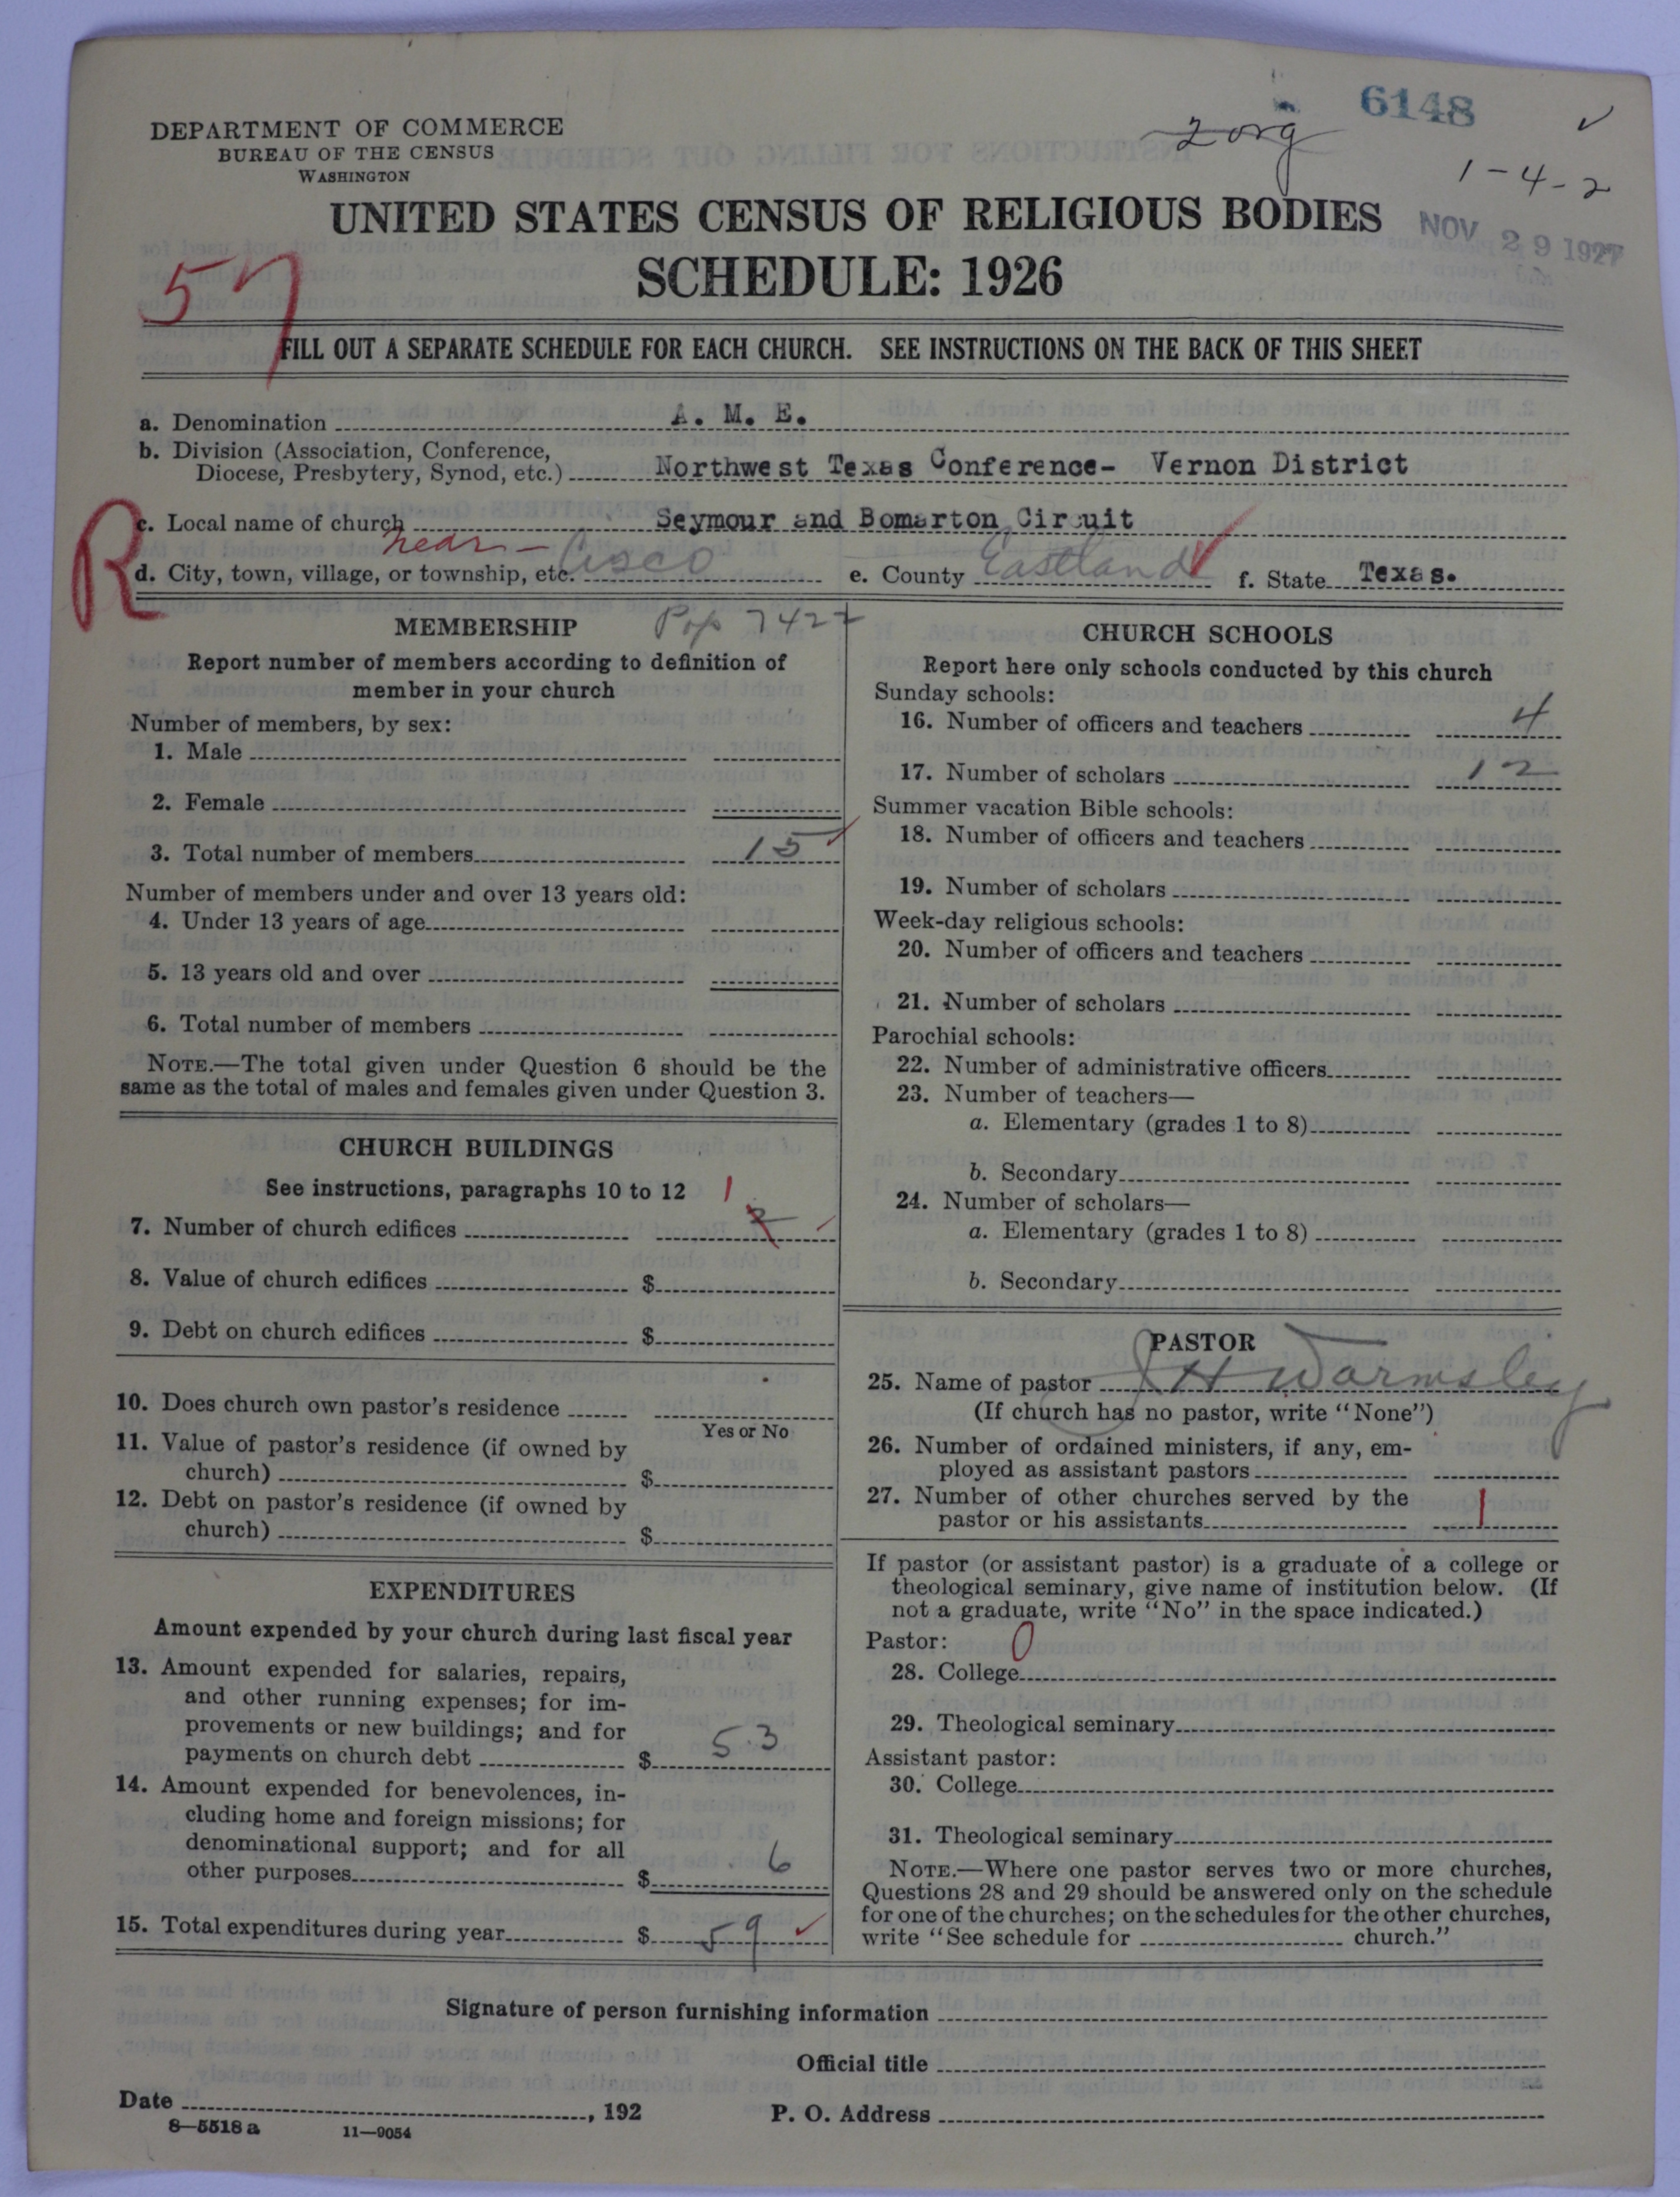 6148
2 org
✓
1-4-2
DEPARTMENT OF COMMERCE
BUREAU OF THE CENSUS
WASHINGTON
UNITED STATES CENSUS OF RELIGIOUS BODIES
NOV 29 1927
SCHEDULE: 1926
57
FILL OUT A SEPARATE SCHEDULE FOR EACH CHURCH. SEE INSTRUCTIONS ON THE BACK OF THIS SHEET
a. Denomination A. M. E.
b. Division (Association, Conference,
Diocese, Presbytery, Synod, etc.) Northwest Texas Conference- Vernon District
R
c. Local name of church Seymour and Bomarton Circuit
near -
d. City, town, village, or township, etc. Cisco e. County Eastland ✓ f. State Texas.
MEMBERSHIP Pop 7422
Report number of members according to definition of
member in your church
Number of members, by sex:
1. Male
2. Female
3. Total number of members 15 ✓
Number of members under and over 13 years old:
4. Under 13 years of age
5. 13 years old and over
6. Total number of members
NOTE.—The total given under Question 6 should be the
same as the total of males and females given under Question 3.
CHURCH BUILDINGS
See instructions, paragraphs 10 to 12 1
7. Number of church edifices 2
8. Value of church edifices $
9. Debt on church edifices $
10. Does church own pastor's residence
Yes or No
11. Value of pastor's residence (if owned by
church) $
12. Debt on pastor's residence (if owned by
church) $
EXPENDITURES
Amount expended by your church during last fiscal year
13. Amount expended for salaries, repairs,
and other running expenses; for im-
provements or new buildings; and for
payments on church debt $ 53
14. Amount expended for benevolences, in-
cluding home and foreign missions; for
denominational support; and for all
other purposes $ 6
15. Total expenditures during year $ 59 ✓
CHURCH SCHOOLS
Report here only schools conducted by this church
Sunday schools:
16. Number of officers and teachers 4
17. Number of scholars 12
Summer vacation Bible schools:
18. Number of officers and teachers
19. Number of scholars
Week-day religious schools:
20. Number of officers and teachers
21. Number of scholars
Parochial schools:
22. Number of administrative officers
23. Number of teachers—
a. Elementary (grades 1 to 8)
b. Secondary
24. Number of scholars—
a. Elementary (grades 1 to 8)
b. Secondary
PASTOR
25. Name of pastor J H Warmsley
(If church has no pastor, write "None")
26. Number of ordained ministers, if any, em-
ployed as assistant pastors
27. Number of other churches served by the
pastor or his assistants 1
If pastor (or assistant pastor) is a graduate of a college or
theological seminary, give name of institution below. (If
not a graduate, write "No" in the space indicated.)
Pastor: 0
28. College
29. Theological seminary
Assistant pastor:
30. College
31. Theological seminary
NOTE.—Where one pastor serves two or more churches,
Questions 28 and 29 should be answered only on the schedule
for one of the churches; on the schedules for the other churches,
write "See schedule for church."
Signature of person furnishing information
Official title
Date , 192
P. O. Address
8—5518 a 11—9054